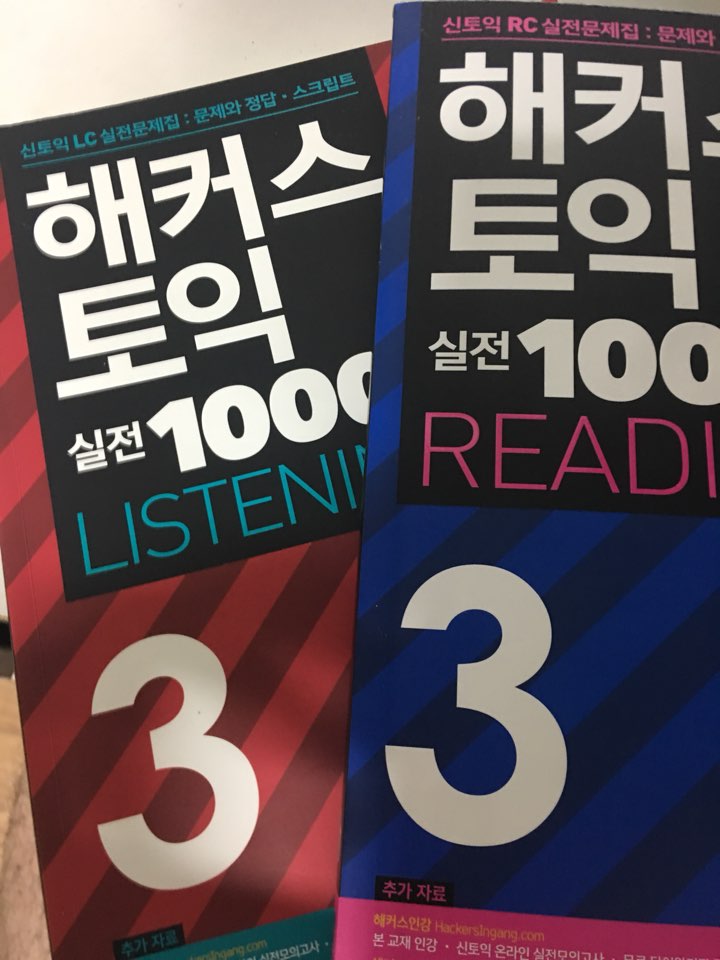 신토익 LC 실전문제집 : 문제와 정답 · 스크립트
해커스
토익
실전 1000
LISTENIN
3
추가 자료
Hackersingang.com
신토익 RC 실전문제집 : 문제와
해커
토익
실전 100
READI
3
추가 자료
해커스인강 HackersIngang.com
본 교재 인강 · 신토익 온라인 실전모의고사 ·